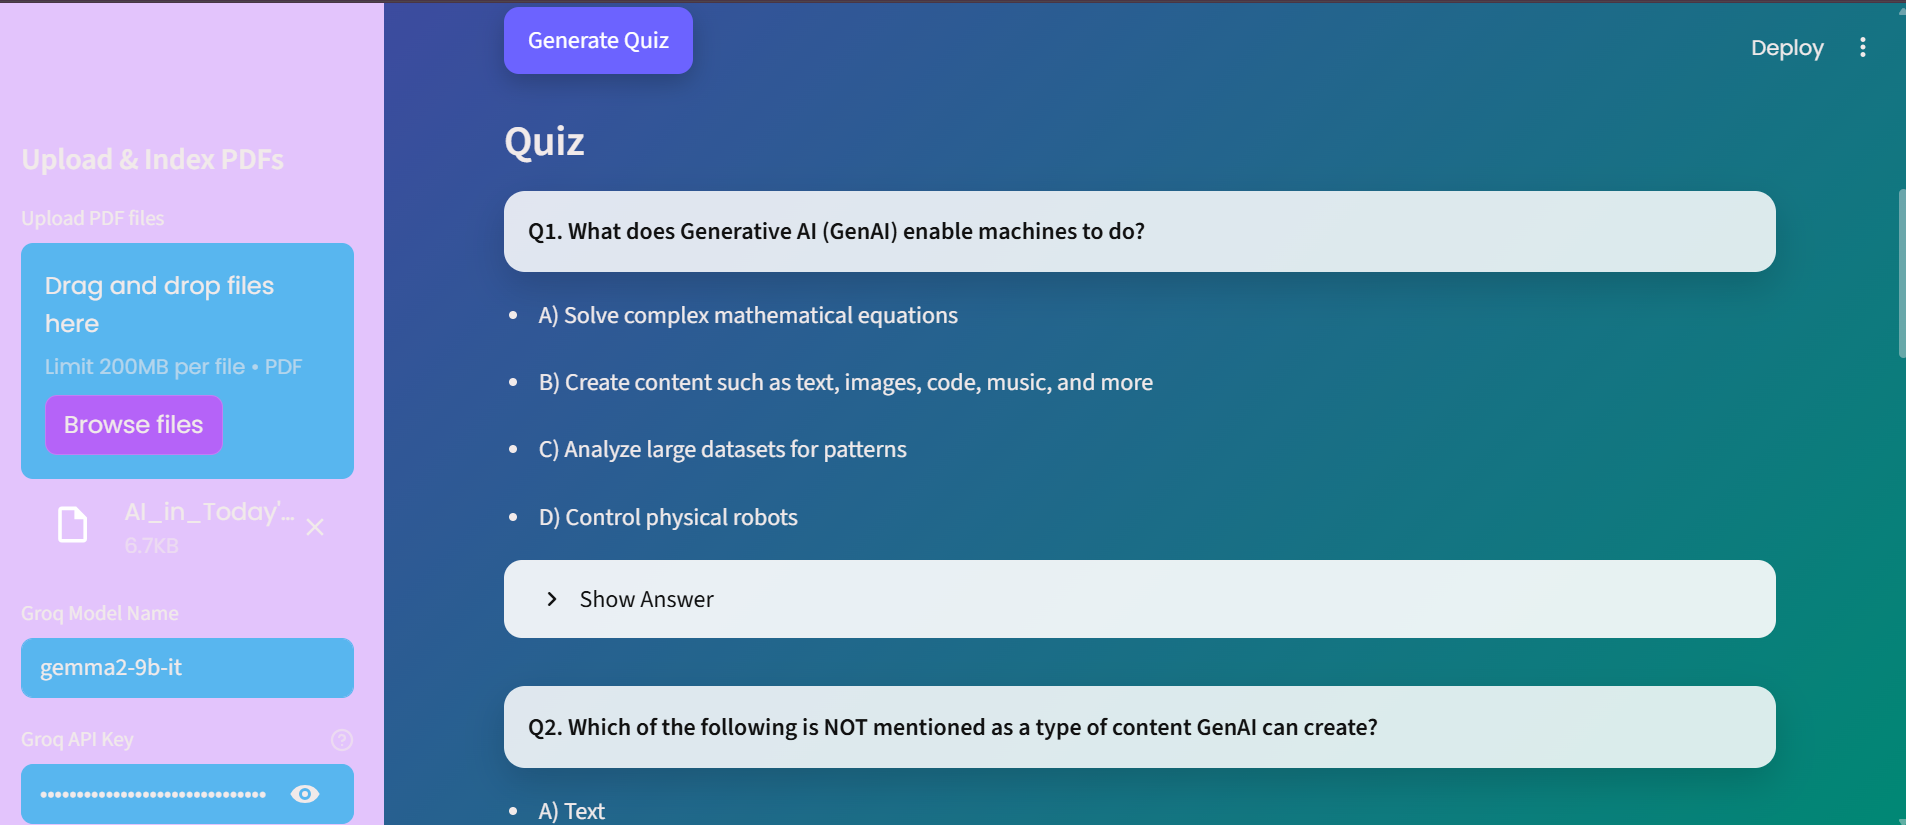 Upload & Index PDFs
Upload PDF files
Drag and drop files
here
Limit 200MB per file • PDF
Browse files
AI_in_Today'...
6.7KB
Groq Model Name
gemma2-9b-it
Groq API Key
Generate Quiz
Deploy
Quiz
Q1. What does Generative AI (GenAI) enable machines to do?
• A) Solve complex mathematical equations
• B) Create content such as text, images, code, music, and more
• C) Analyze large datasets for patterns
• D) Control physical robots
Show Answer
Q2. Which of the following is NOT mentioned as a type of content GenAI can create?
• A) Text